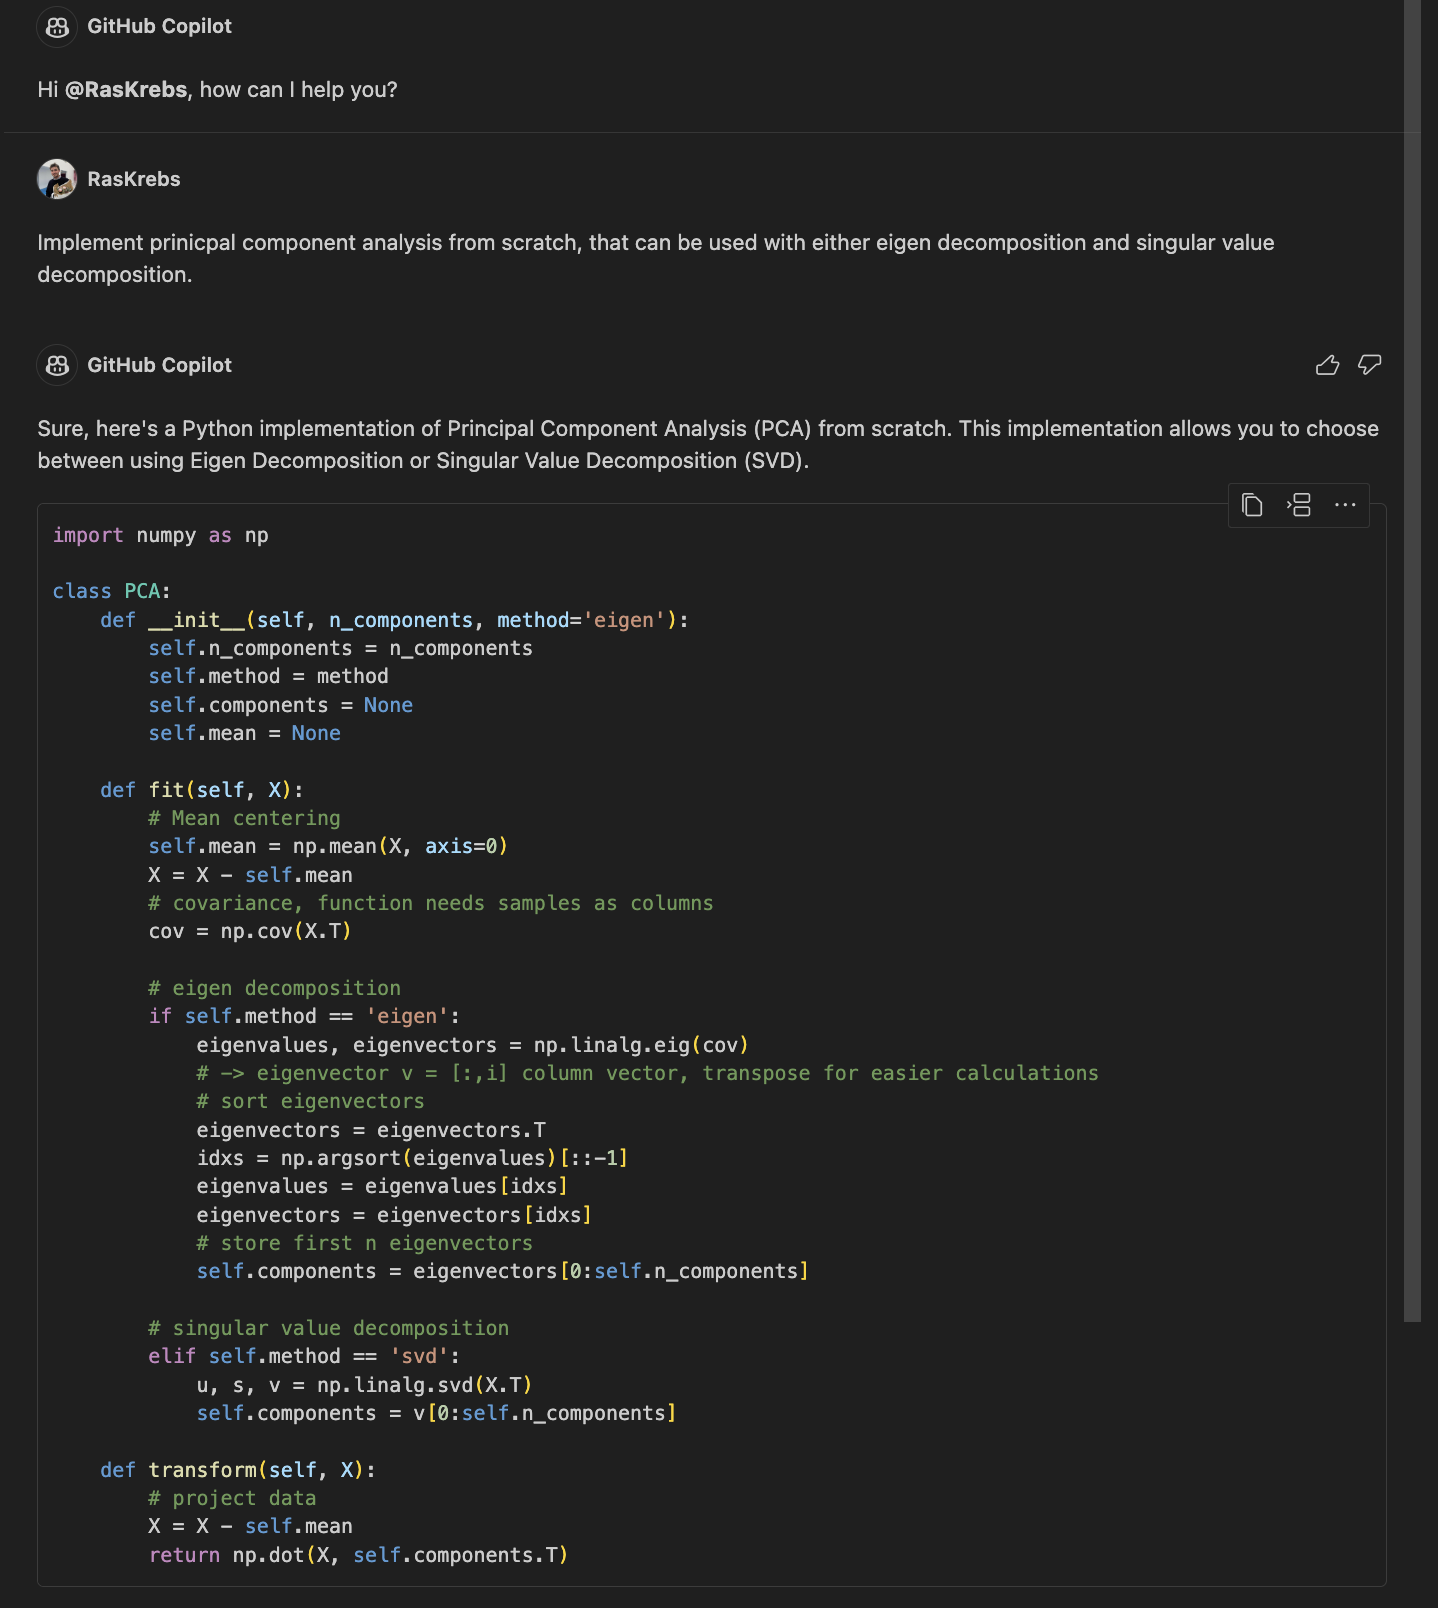 GitHub Copilot
Hi @RasKrebs, how can I help you?
RasKrebs
Implement prinicpal component analysis from scratch, that can be used with either eigen decomposition and singular value
decomposition.
GitHub Copilot
Sure, here's a Python implementation of Principal Component Analysis (PCA) from scratch. This implementation allows you to choose
between using Eigen Decomposition or Singular Value Decomposition (SVD).
import numpy as np
class PCA:
    def __init__(self, n_components, method='eigen'):
        self.n_components = n_components
        self.method = method
        self.components = None
        self.mean = None
    def fit(self, X):
        # Mean centering
        self.mean = np.mean(X, axis=0)
        X = X - self.mean
        # covariance, function needs samples as columns
        cov = np.cov(X.T)
        # eigen decomposition
        if self.method == 'eigen':
            eigenvalues, eigenvectors = np.linalg.eig(cov)
            # -> eigenvector v = [:,i] column vector, transpose for easier calculations
            # sort eigenvectors
            eigenvectors = eigenvectors.T
            idxs = np.argsort(eigenvalues)[::-1]
            eigenvalues = eigenvalues[idxs]
            eigenvectors = eigenvectors[idxs]
            # store first n eigenvectors
            self.components = eigenvectors[0:self.n_components]
        # singular value decomposition
        elif self.method == 'svd':
            u, s, v = np.linalg.svd(X.T)
            self.components = v[0:self.n_components]
    def transform(self, X):
        # project data
        X = X - self.mean
        return np.dot(X, self.components.T)